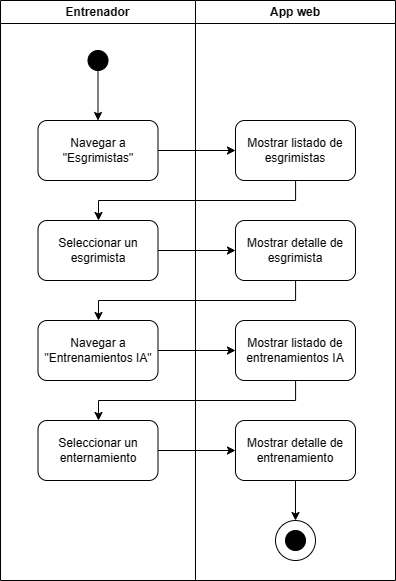 Entrenador
App web
Navegar a
"Esgrimistas"
Mostrar listado de
esgrimistas
Seleccionar un
esgrimista
Mostrar detalle de
esgrimista
Navegar a
"Entrenamientos IA"
Mostrar listado de
entrenamientos IA
Seleccionar un
enternamiento
Mostrar detalle de
entrenamiento